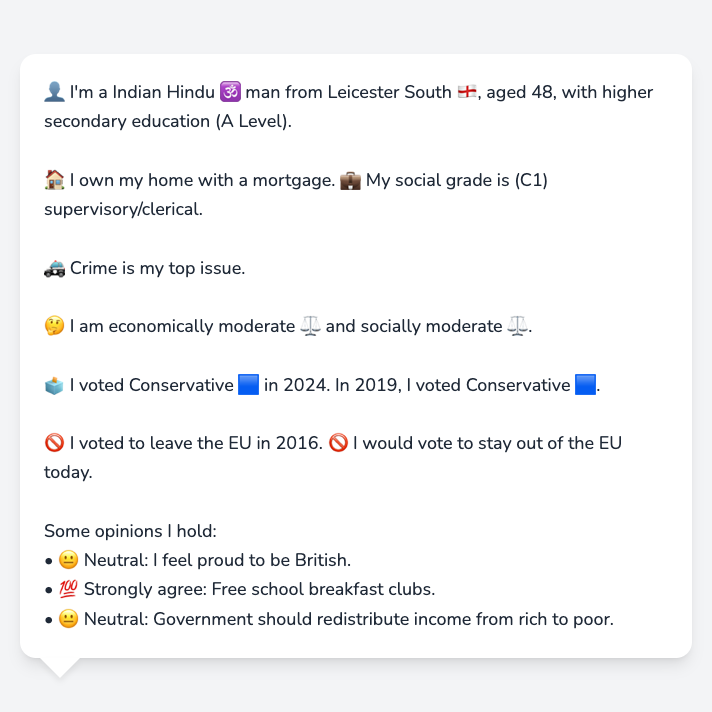 👤 I'm a Indian Hindu 🕉️ man from Leicester South 🏴󠁧󠁢󠁥󠁮󠁧󠁿, aged 48, with higher
secondary education (A Level).
🏠 I own my home with a mortgage. 💼 My social grade is (C1)
supervisory/clerical.
🚓 Crime is my top issue.
🤔 I am economically moderate ⚖️ and socially moderate ⚖️.
🗳️ I voted Conservative 🟦 in 2024. In 2019, I voted Conservative 🟦.
🚫 I voted to leave the EU in 2016. 🚫 I would vote to stay out of the EU
today.
Some opinions I hold:
• 😐 Neutral: I feel proud to be British.
• 💯 Strongly agree: Free school breakfast clubs.
• 😐 Neutral: Government should redistribute income from rich to poor.